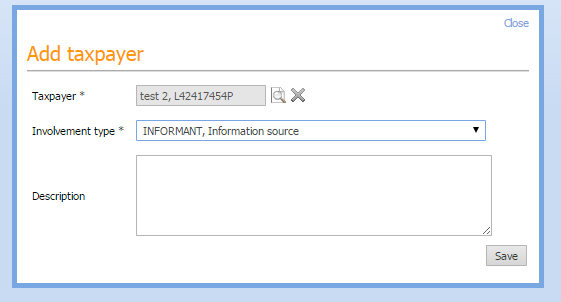 Close
Add taxpayer
Taxpayer * test 2, L42417454P
Involvement type * INFORMANT, Information source
Description
Save